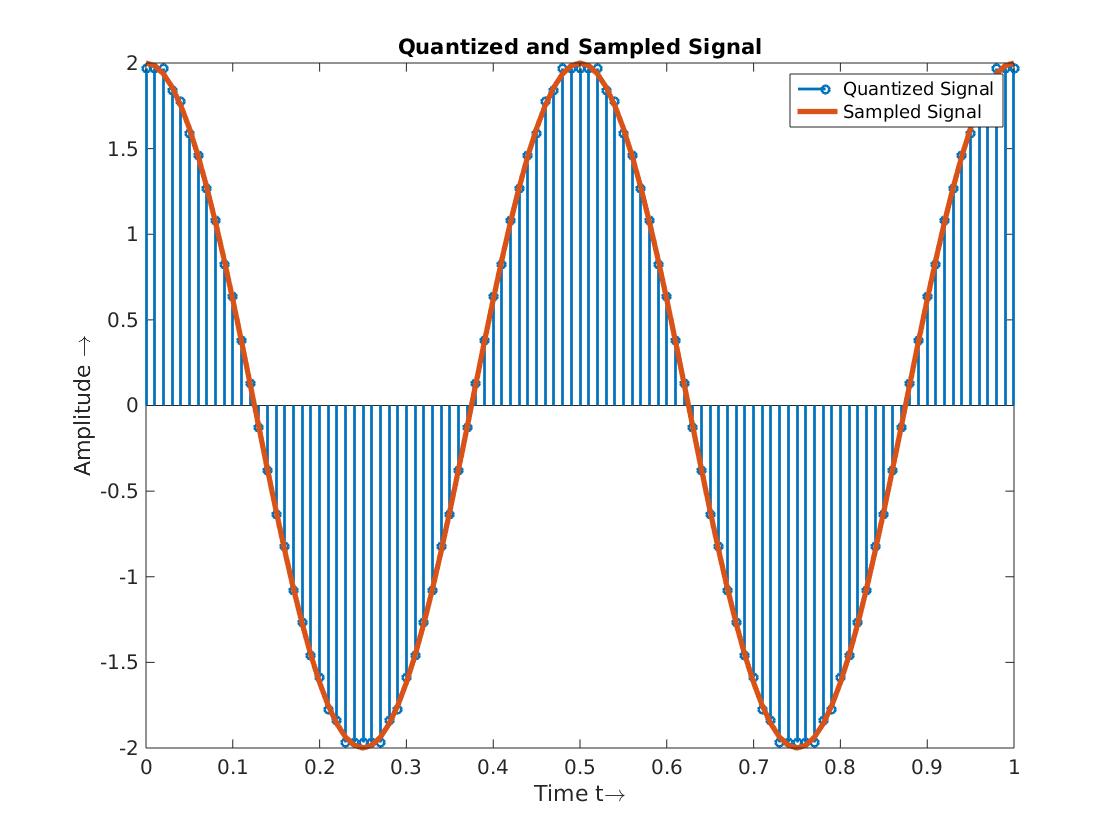 Quantized and Sampled Signal
Quantized Signal
Sampled Signal
2
1.5
1
0.5
0
-0.5
-1
-1.5
-2
Amplitude →
0 0.1 0.2 0.3 0.4 0.5 0.6 0.7 0.8 0.9 1
Time t→